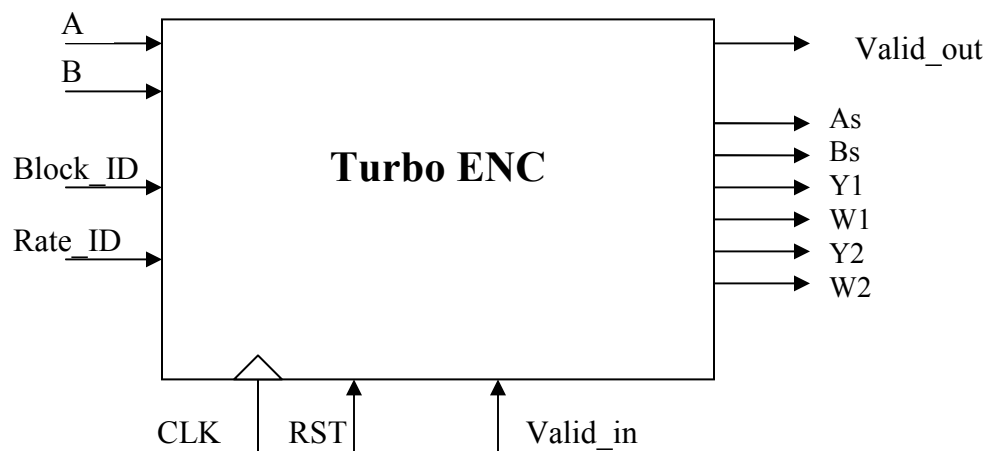 A
B
Block_ID
Rate_ID
Turbo ENC
Valid_out
As
Bs
Y1
W1
Y2
W2
CLK
RST
Valid_in